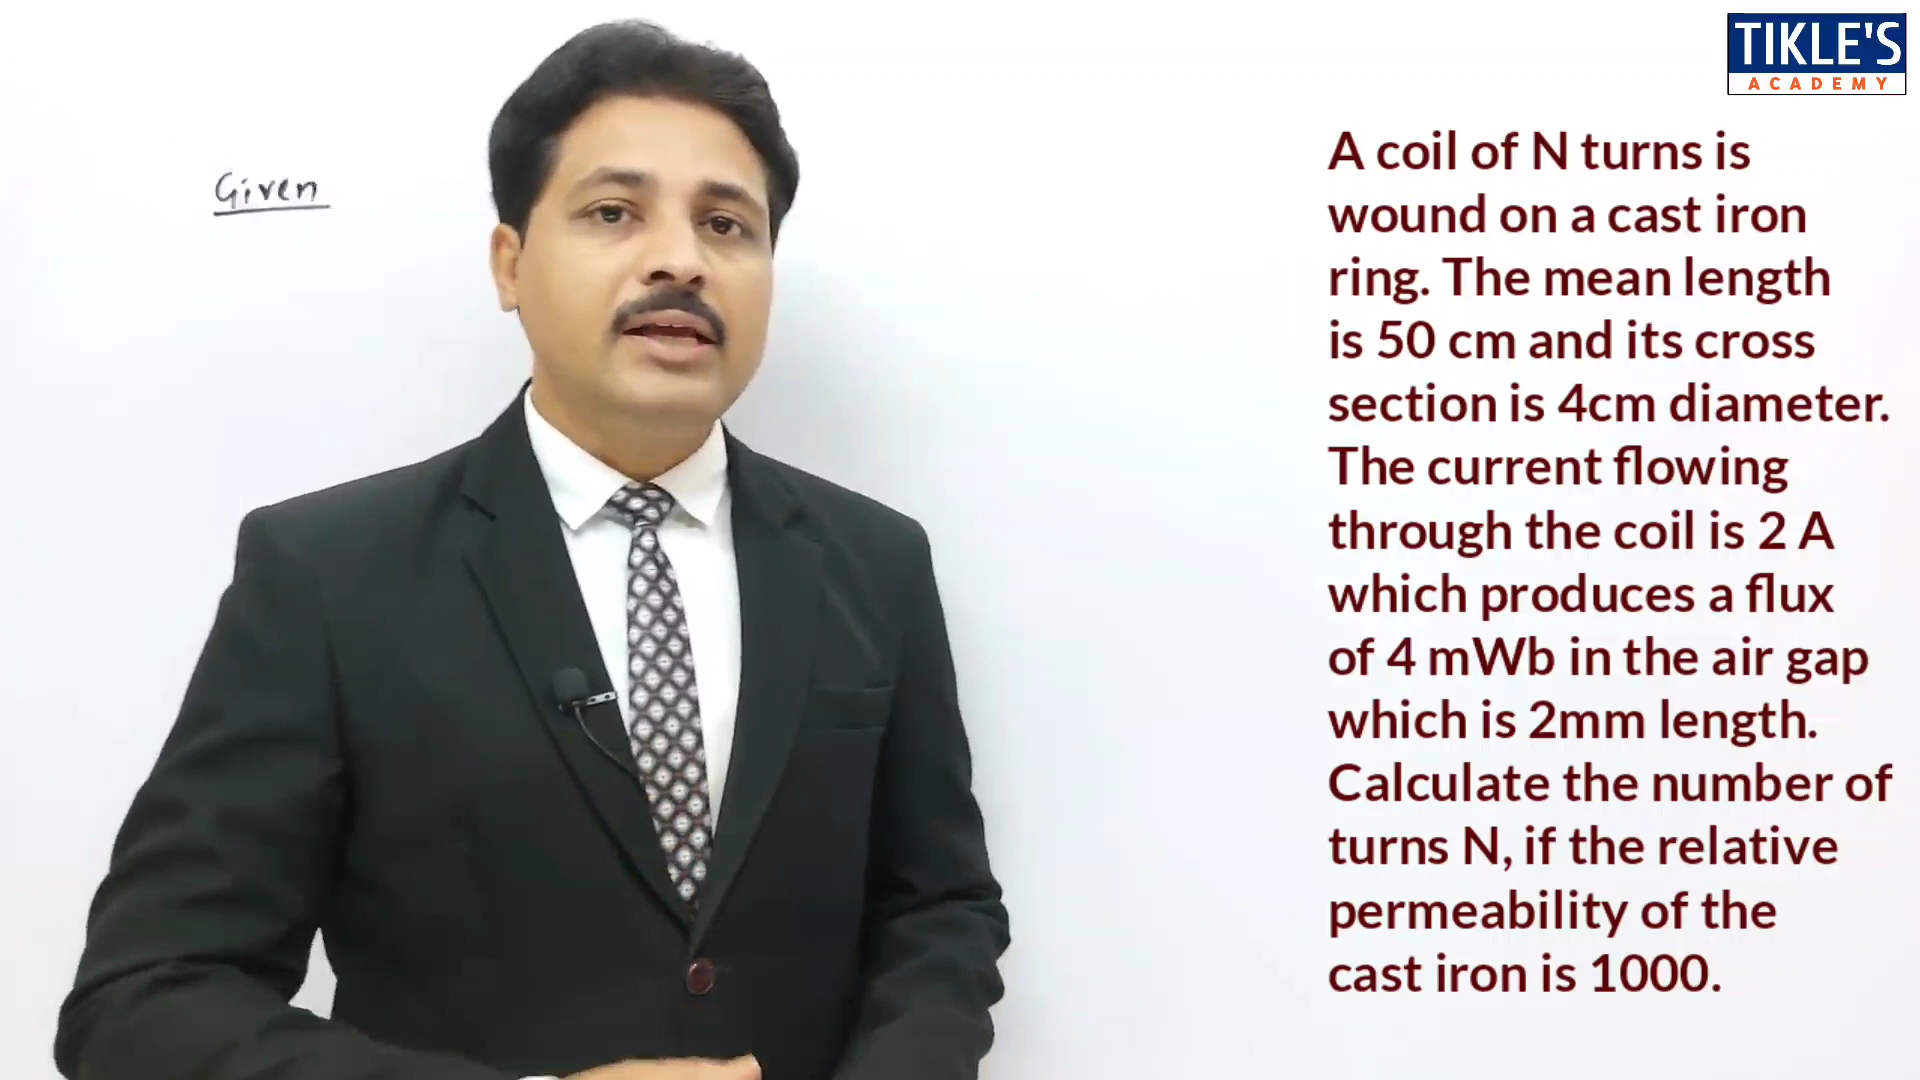 TIKLE'S
ACADEMY
Given
A coil of N turns is
wound on a cast iron
ring. The mean length
is 50 cm and its cross
section is 4cm diameter.
The current flowing
through the coil is 2 A
which produces a flux
of 4 mWb in the air gap
which is 2mm length.
Calculate the number of
turns N, if the relative
permeability of the
cast iron is 1000.